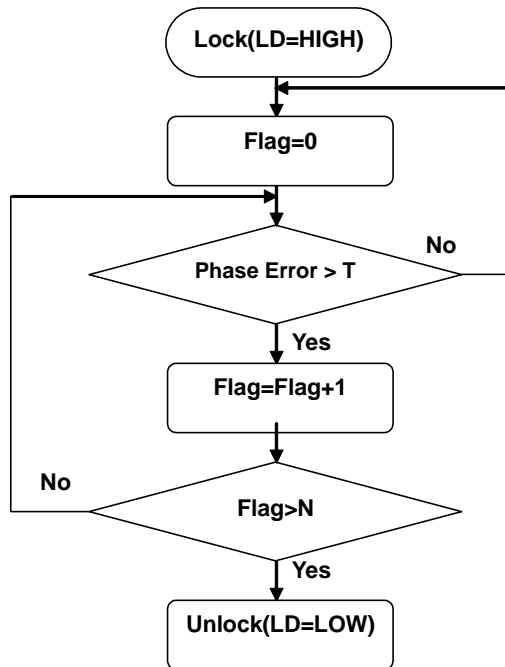 Lock(LD=HIGH)
Flag=0
No
Phase Error > T
Yes
Flag=Flag+1
No
Flag>N
Yes
Unlock(LD=LOW)